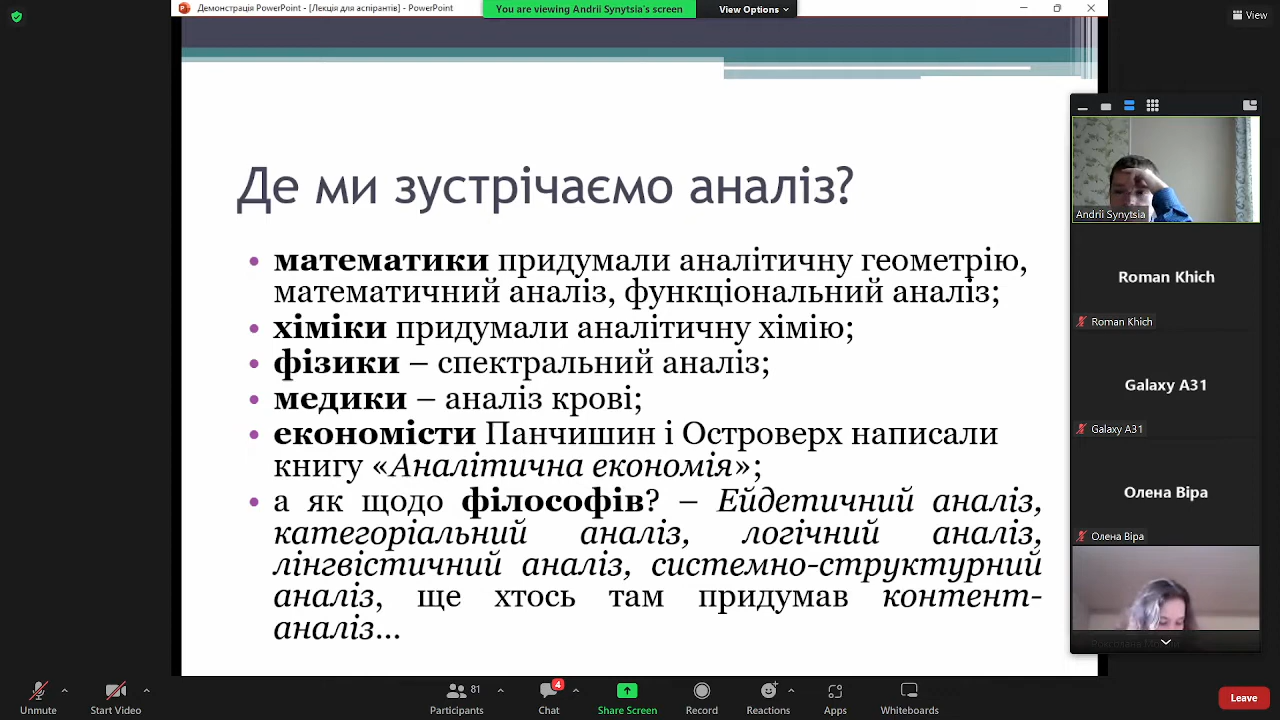 Демонстрація PowerPoint - [Лекція для аспірантів] - PowerPoint
You are viewing Andrii Synytsia's screen
View Options
View
Де ми зустрічаємо аналіз?
• математики придумали аналітичну геометрію,
математичний аналіз, функціональний аналіз;
• хіміки придумали аналітичну хімію;
• фізики – спектральний аналіз;
• медики – аналіз крові;
• економісти Панчишин і Островерх написали
книгу «Аналітична економія»;
• а як щодо філософів? – Ейдетичний аналіз,
категоріальний аналіз, логічний аналіз,
лінгвістичний аналіз, системно-структурний
аналіз, ще хтось там придумав контент-
аналіз...
Andrii Synytsia
Roman Khich
Roman Khich
Galaxy A31
Galaxy A31
Олена Віра
Олена Віра
Unmute
Start Video
Participants
81
Chat
4
Share Screen
Record
Reactions
Apps
Whiteboards
Leave